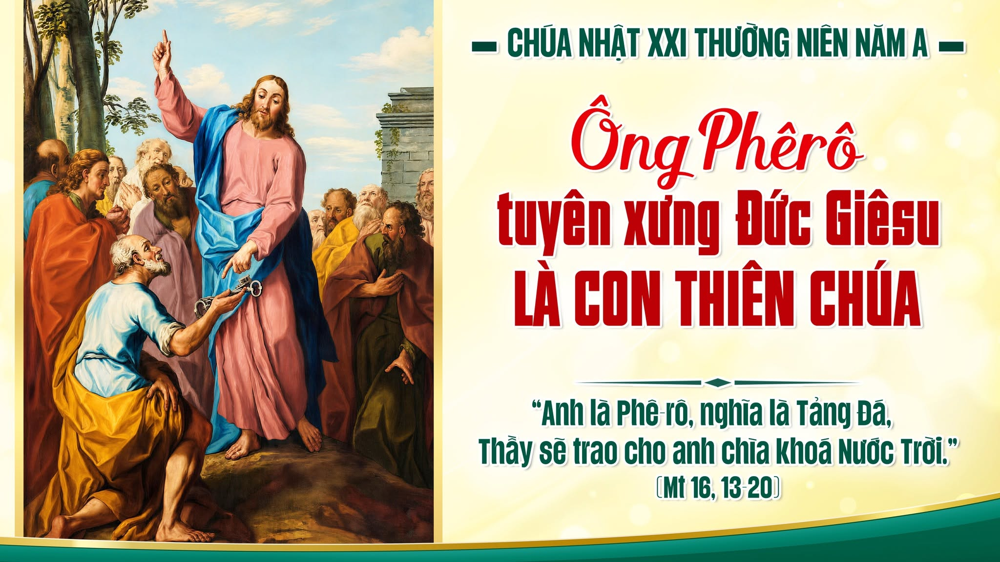 CHÚA NHẬT XXI THƯỜNG NIÊN NĂM A
Ông Phêrô
tuyên xưng Đức Giêsu
LÀ CON THIÊN CHÚA
“Anh là Phê-rô, nghĩa là Tảng Đá,
Thầy sẽ trao cho anh chìa khoá Nước Trời.”
(Mt 16, 13-20)